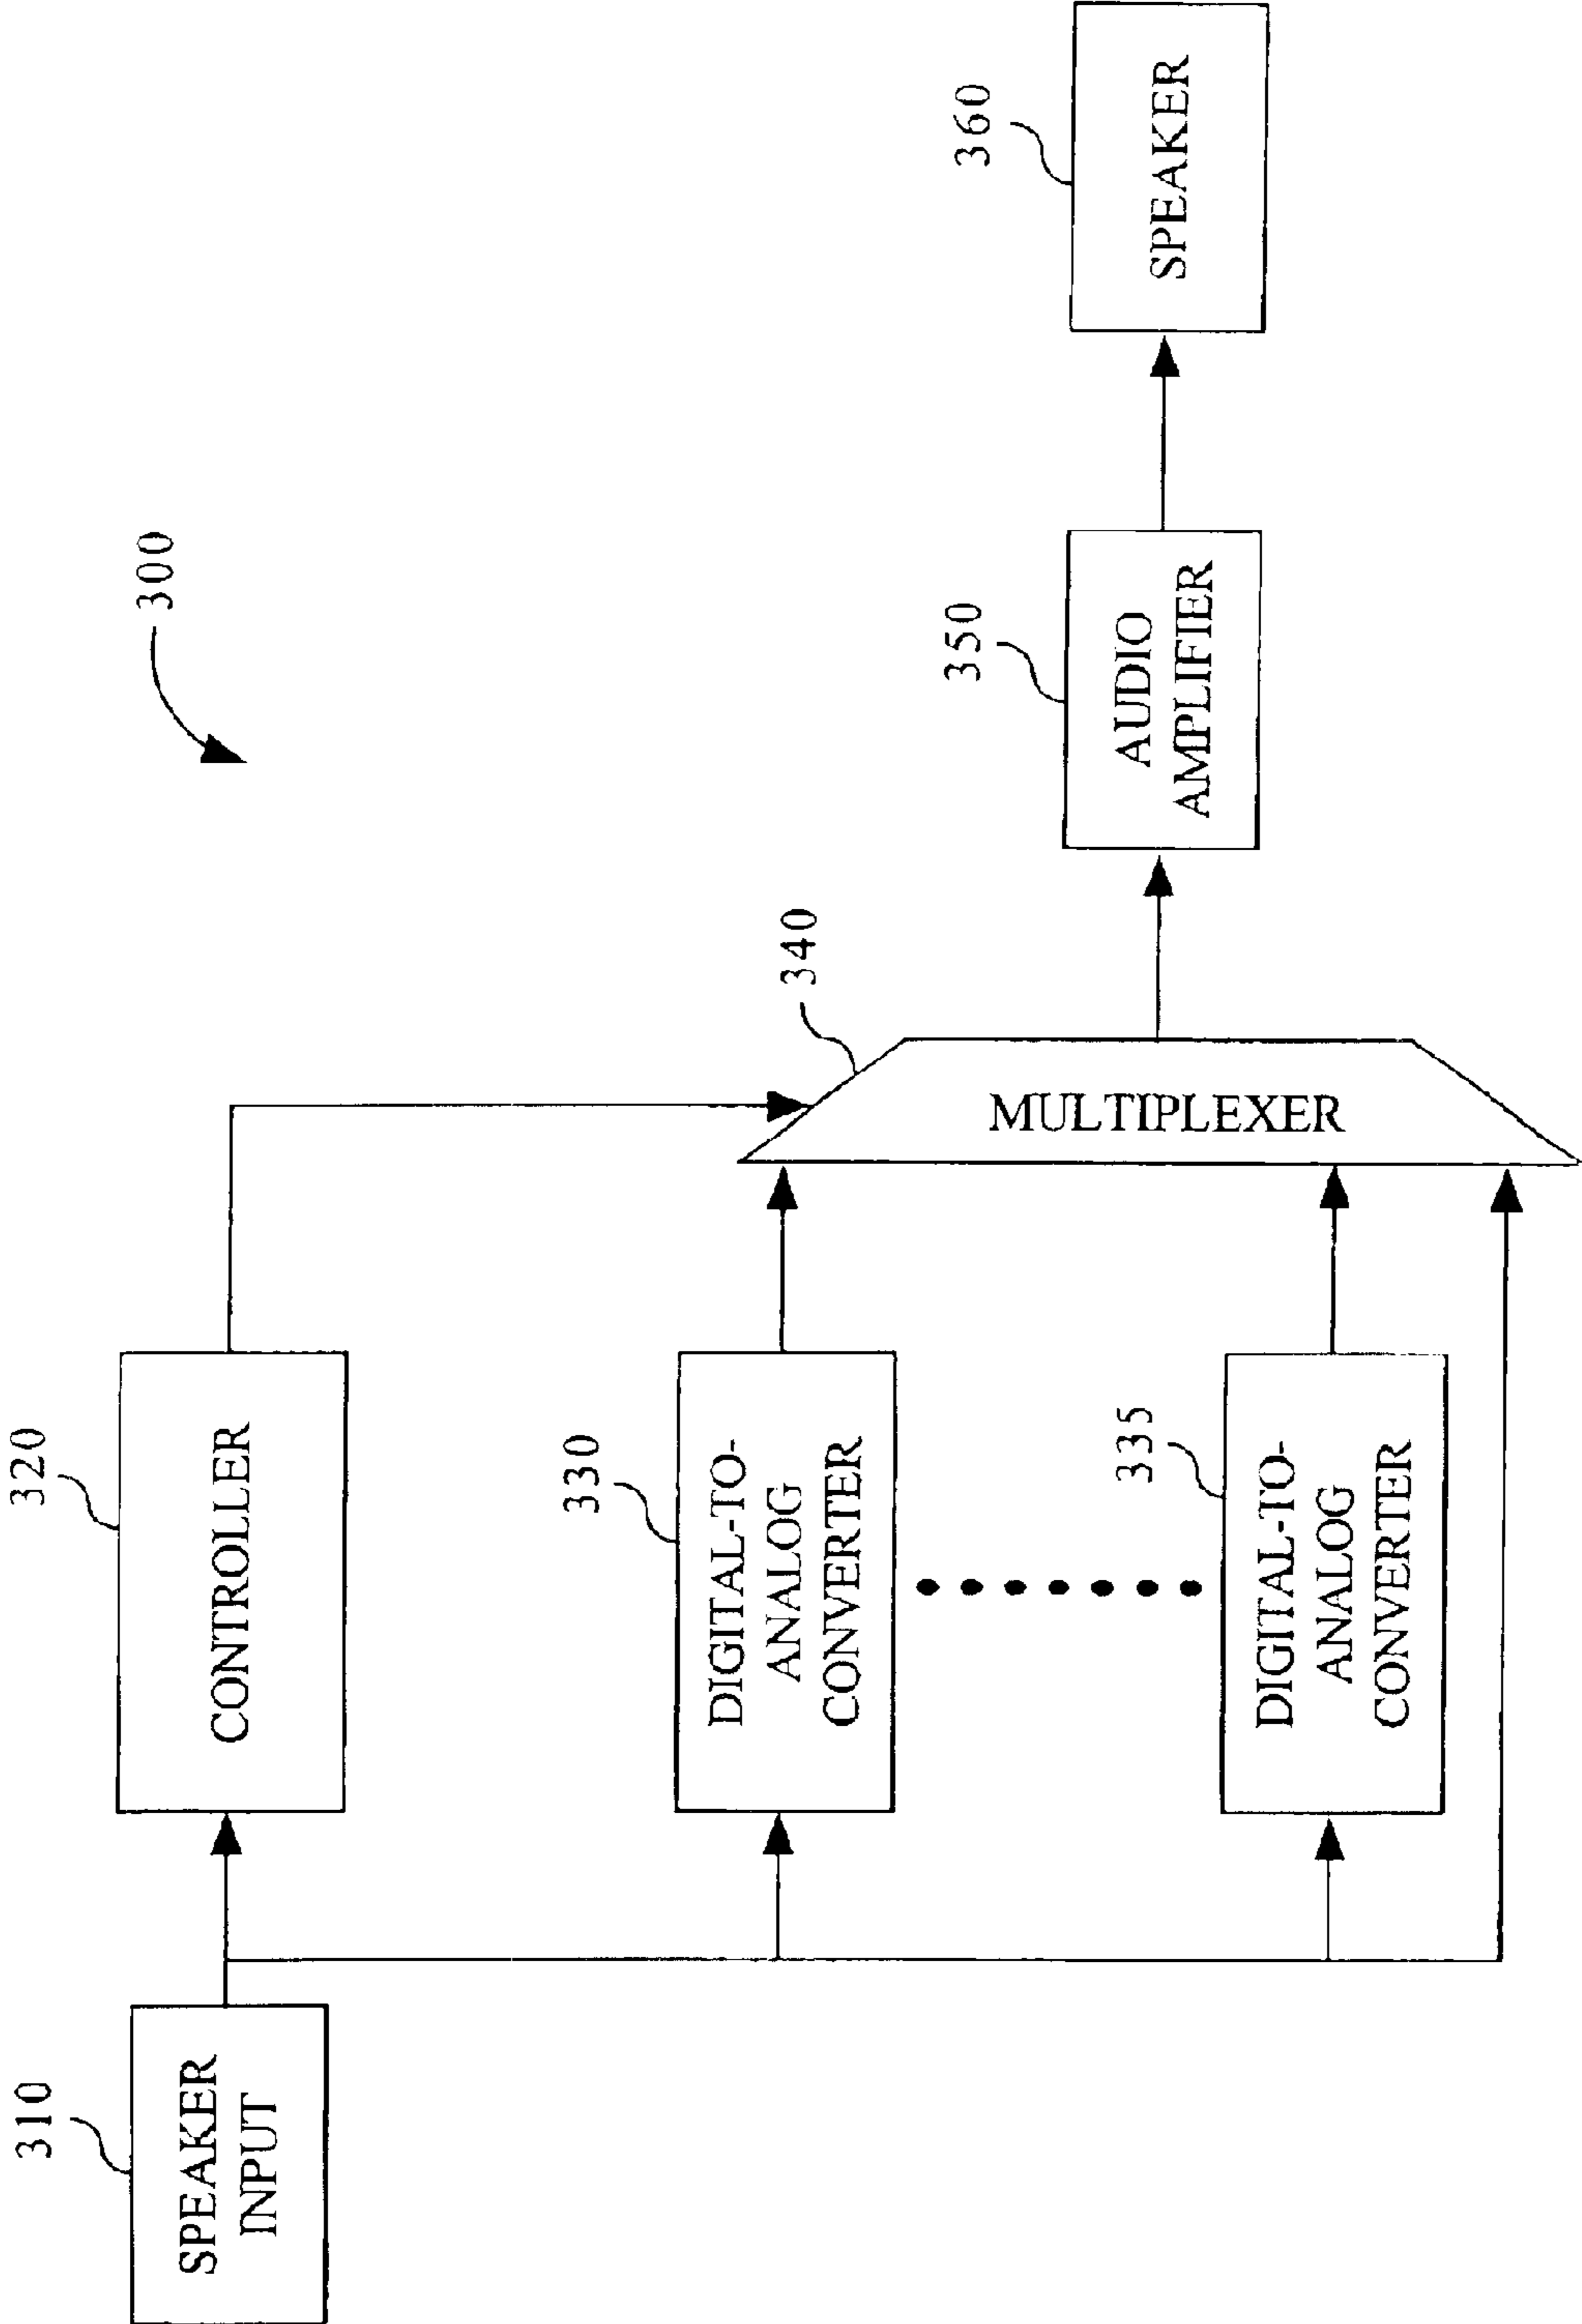 300
310
SPEAKER
INPUT
320
CONTROLLER
330
DIGITAL-TO-
ANALOG
CONVERTER
335
DIGITAL-TO-
ANALOG
CONVERTER
340
MULTIPLEXER
350
AUDIO
AMPLIFIER
360
SPEAKER